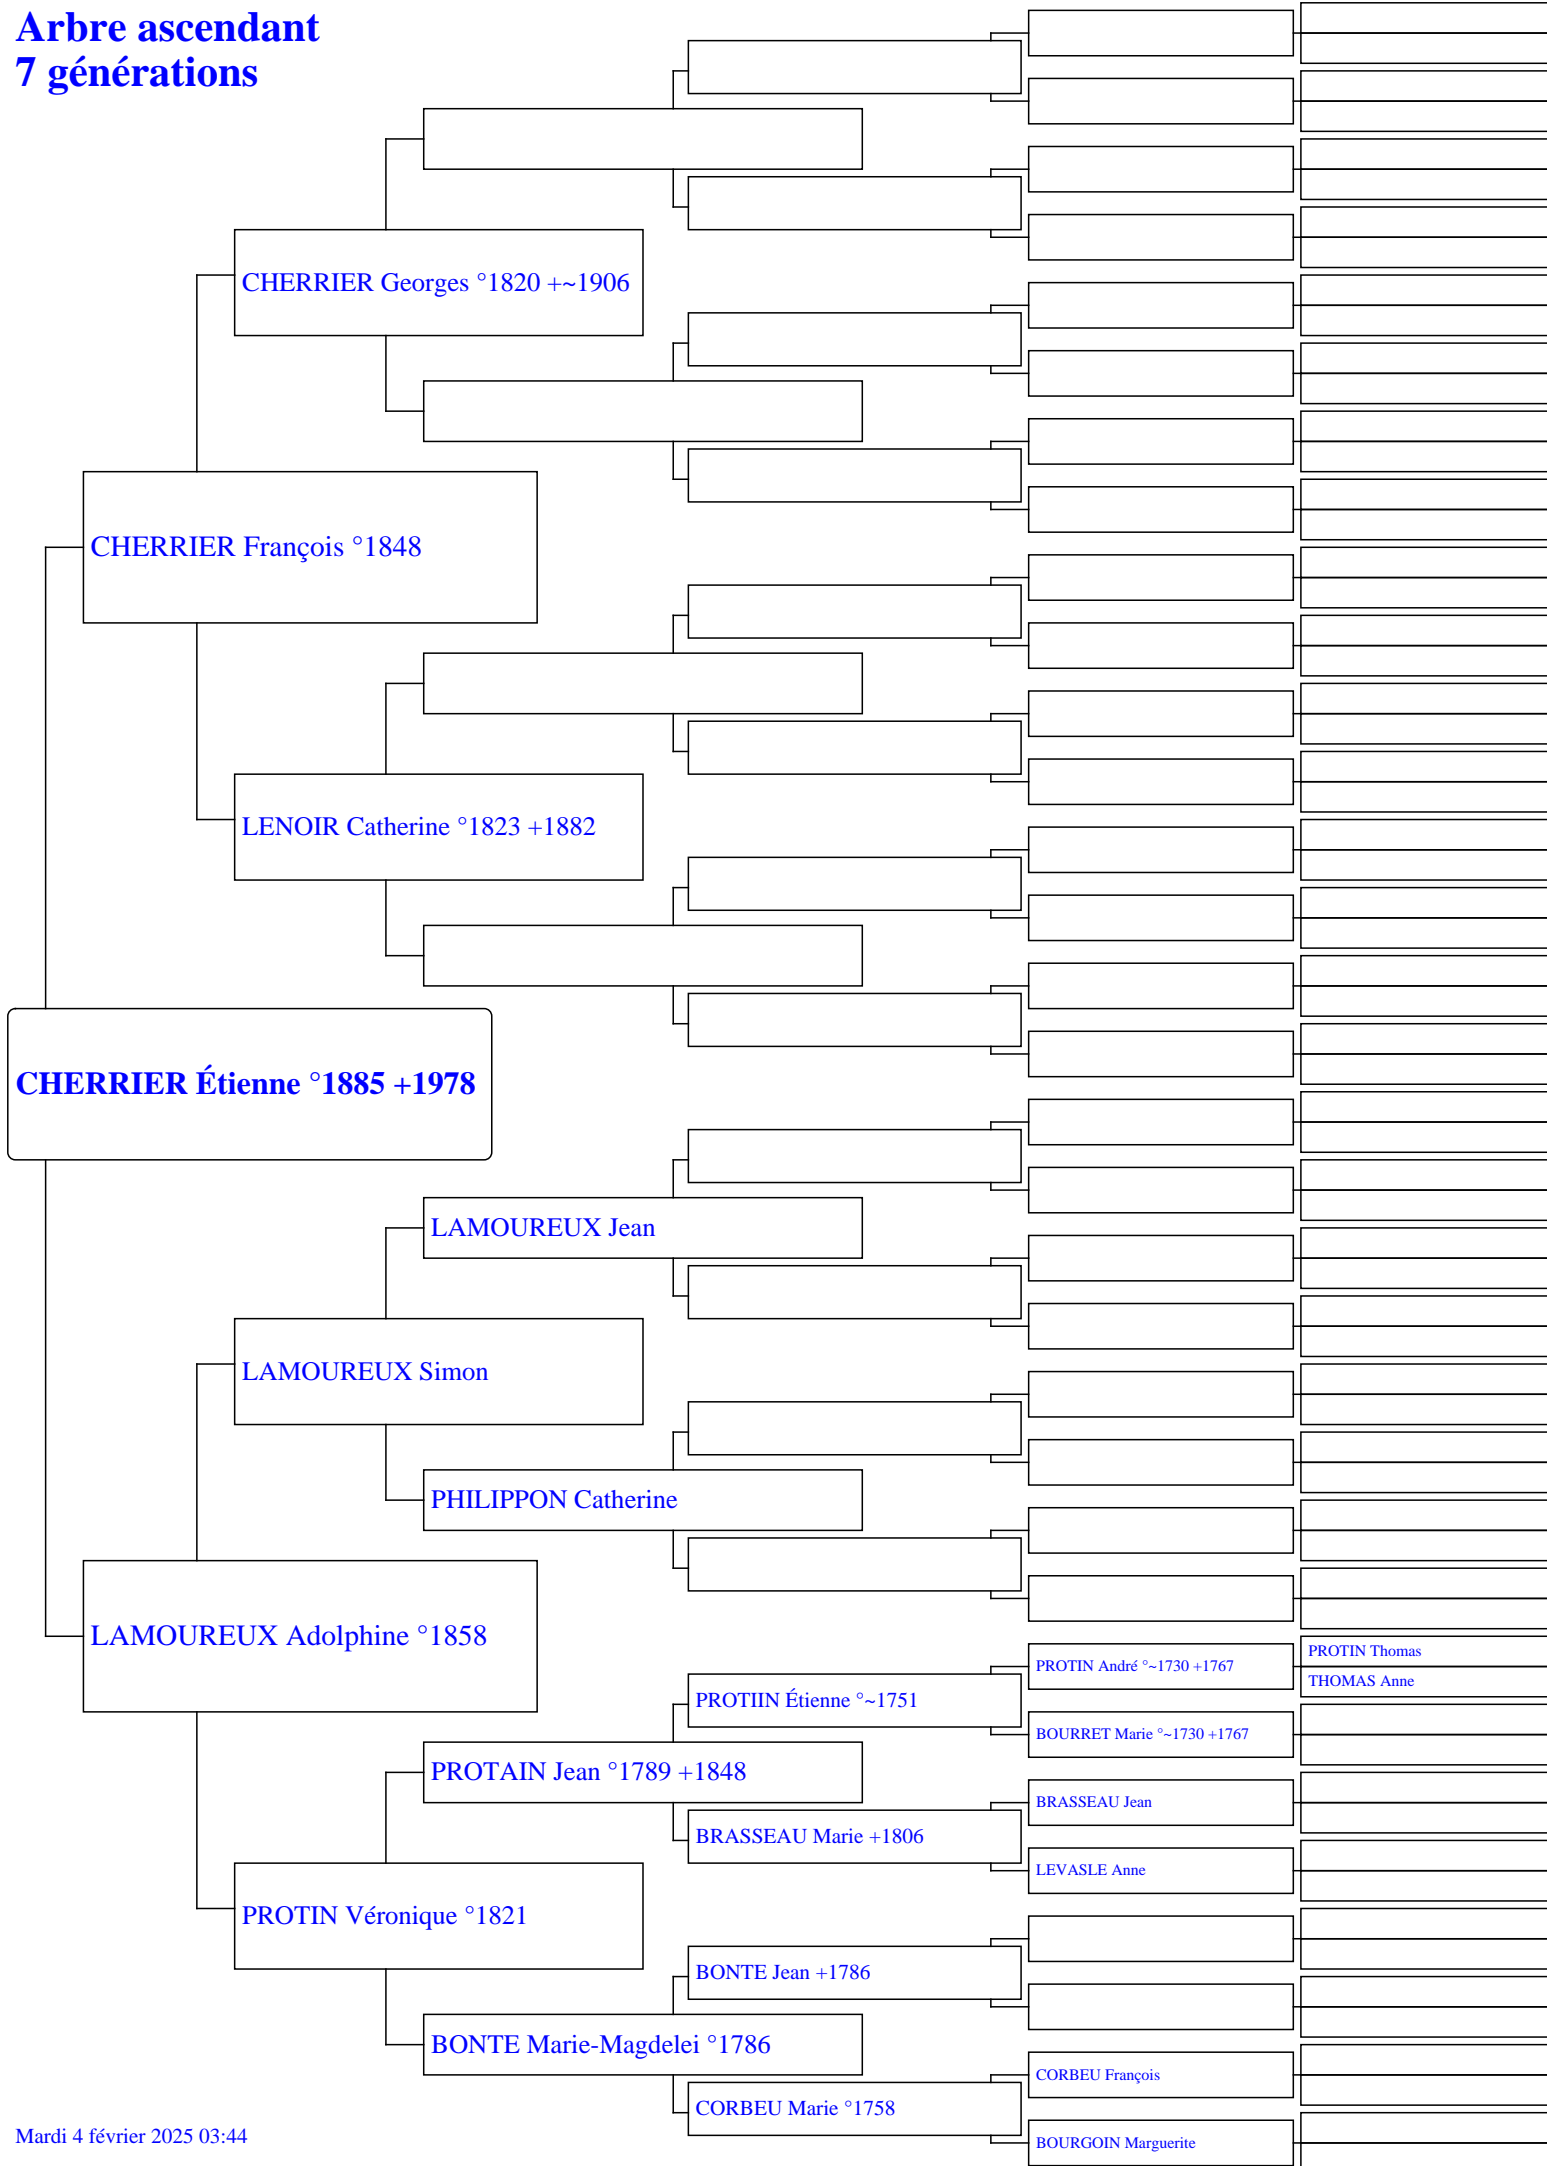 Arbre ascendant
7 générations
CHERRIER Georges °1820 +~1906
CHERRIER François °1848
LENOIR Catherine °1823 +1882
CHERRIER Étienne °1885 +1978
LAMOUREUX Jean
LAMOUREUX Simon
PHILIPPON Catherine
LAMOUREUX Adolphine °1858
PROTIN Thomas
PROTIN André °~1730 +1767
THOMAS Anne
PROTIIN Étienne °~1751
BOURRET Marie °~1730 +1767
PROTAIN Jean °1789 +1848
BRASSEAU Jean
BRASSEAU Marie +1806
LEVASLE Anne
PROTIN Véronique °1821
BONTE Jean +1786
BONTE Marie-Magdelei °1786
CORBEU François
CORBEU Marie °1758
BOURGOIN Marguerite
Mardi 4 février 2025 03:44